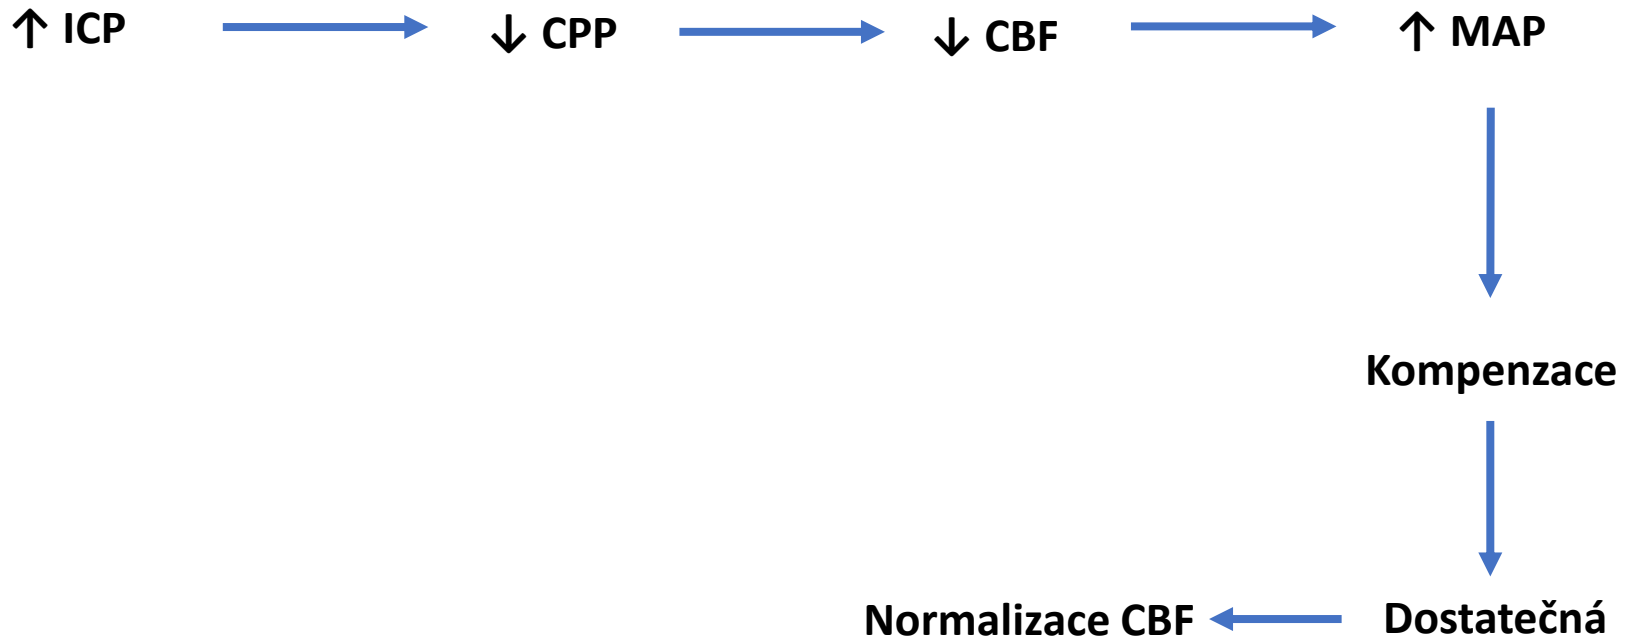 ↑ ICP
↓ CPP
↓ CBF
↑ MAP
Kompenzace
Dostatečná
Normalizace CBF